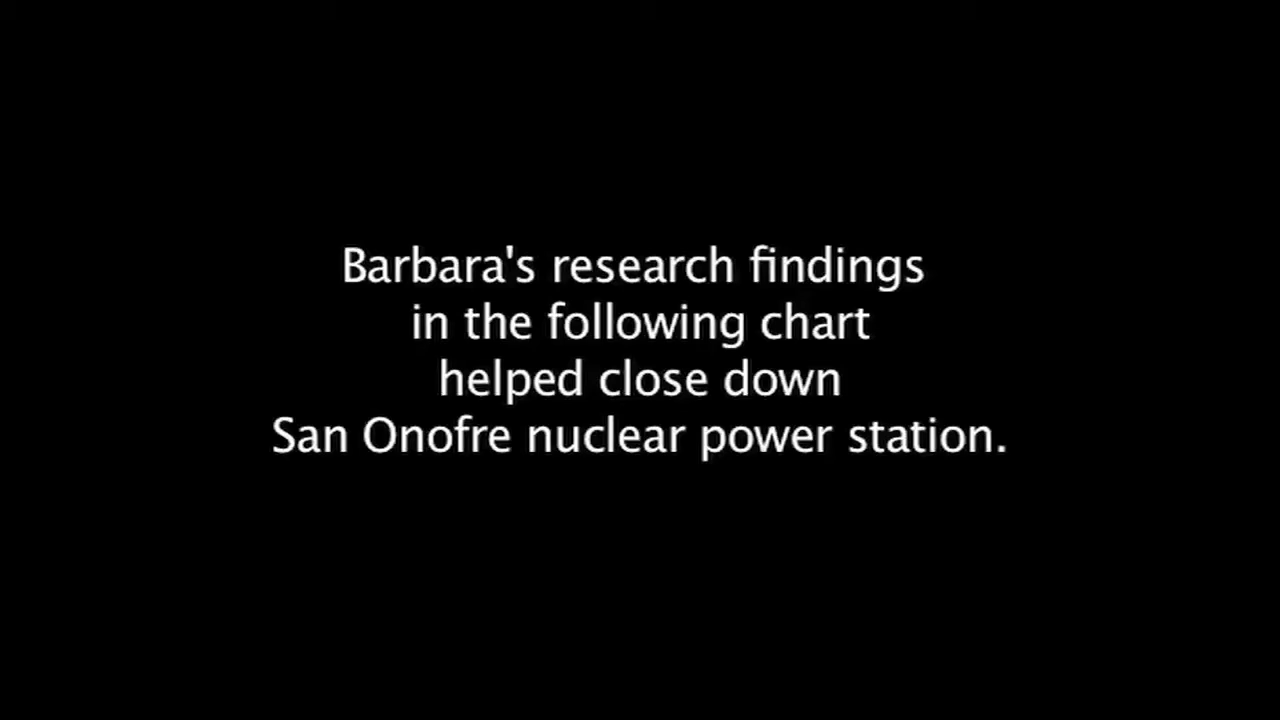 Barbara's research findings
in the following chart
helped close down
San Onofre nuclear power station.